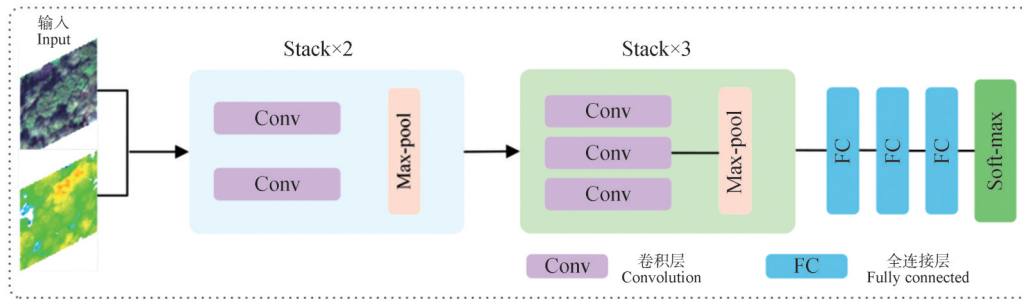 输入
Input
Stack×2
Conv
Conv
Max-pool
Stack×3
Conv
Conv
Conv
Max-pool
FC
FC
FC
Soft-max
Conv
卷积层
Convolution
FC
全连接层
Fully connected